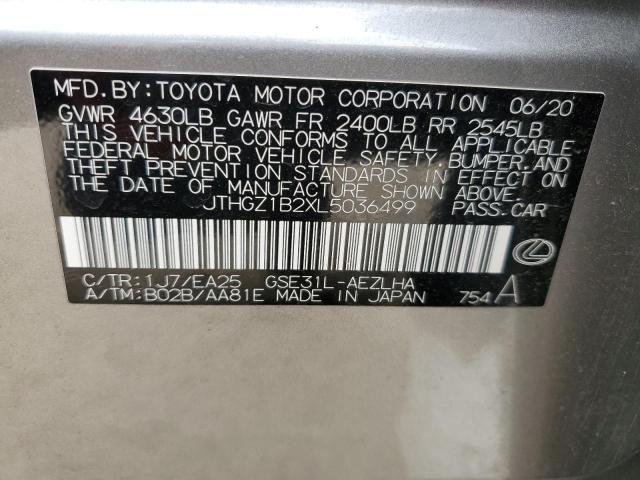 MFD.BY:TOYOTA MOTOR CORPORATION 06/20
GVWR 4630LB GAWR FR 2400LB RR 2545LB
THIS VEHICLE CONFORMS TO ALL APPLICABLE
FEDERAL MOTOR VEHICLE SAFETY, BUMPER, AND
THEFT PREVENTION STANDARDS IN EFFECT ON
THE DATE OF MANUFACTURE SHOWN ABOVE.
JTHGZ1B2XL5036499 PASS.CAR
C/TR:1J7/EA25 GSE31L-AEZLHA
A/TM:B02B/AA81E MADE IN JAPAN 754 A